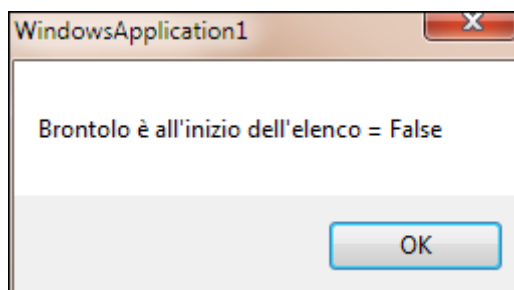 WindowsApplication1
Brontolo è all'inizio dell'elenco = False
OK